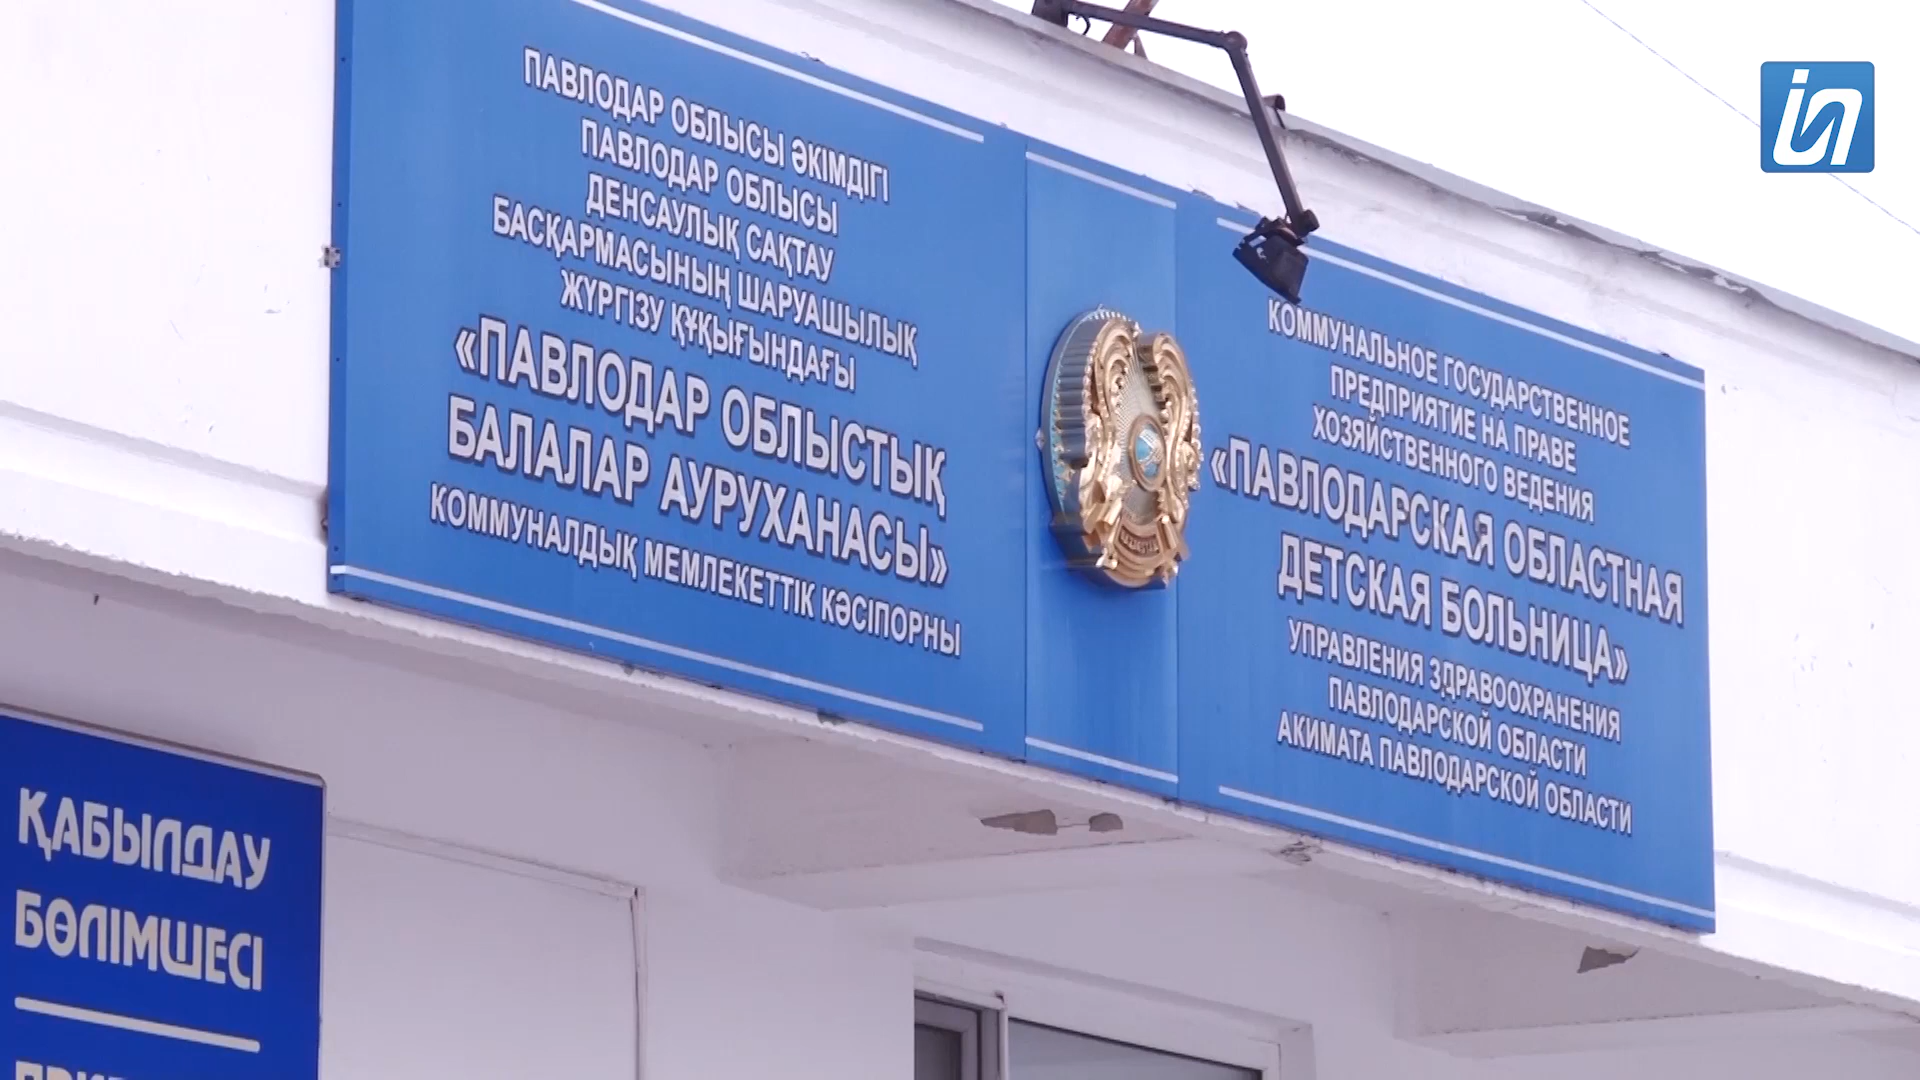 ПАВЛОДАР ОБЛЫСЫ ӘКІМДІГІ
ПАВЛОДАР ОБЛЫСЫ
ДЕНСАУЛЫҚ САҚТАУ
БАСҚАРМАСЫНЫҢ ШАРУАШЫЛЫҚ
ЖҮРГІЗУ ҚҰҚЫҒЫНДАҒЫ
«ПАВЛОДАР ОБЛЫСТЫҚ
БАЛАЛАР АУРУХАНАСЫ»
КОММУНАЛДЫҚ МЕМЛЕКЕТТІК КӘСІПОРНЫ
КОММУНАЛЬНОЕ ГОСУДАРСТВЕННОЕ
ПРЕДПРИЯТИЕ НА ПРАВЕ
ХОЗЯЙСТВЕННОГО ВЕДЕНИЯ
«ПАВЛОДАРСКАЯ ОБЛАСТНАЯ
ДЕТСКАЯ БОЛЬНИЦА»
УПРАВЛЕНИЯ ЗДРАВООХРАНЕНИЯ
ПАВЛОДАРСКОЙ ОБЛАСТИ
АКИМАТА ПАВЛОДАРСКОЙ ОБЛАСТИ
ҚАБЫЛДАУ
БӨЛІМШЕСІ